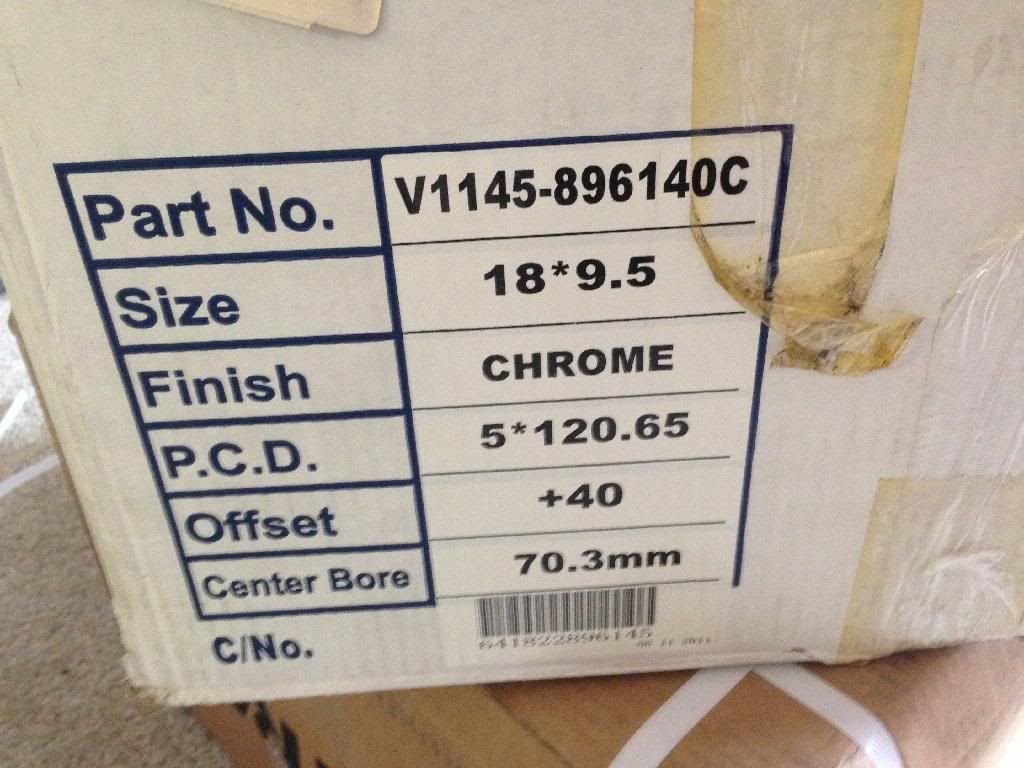 Part No. V1145-896140C
Size 18*9.5
Finish CHROME
P.C.D. 5*120.65
Offset +40
Center Bore 70.3mm
C/No.
641822896145